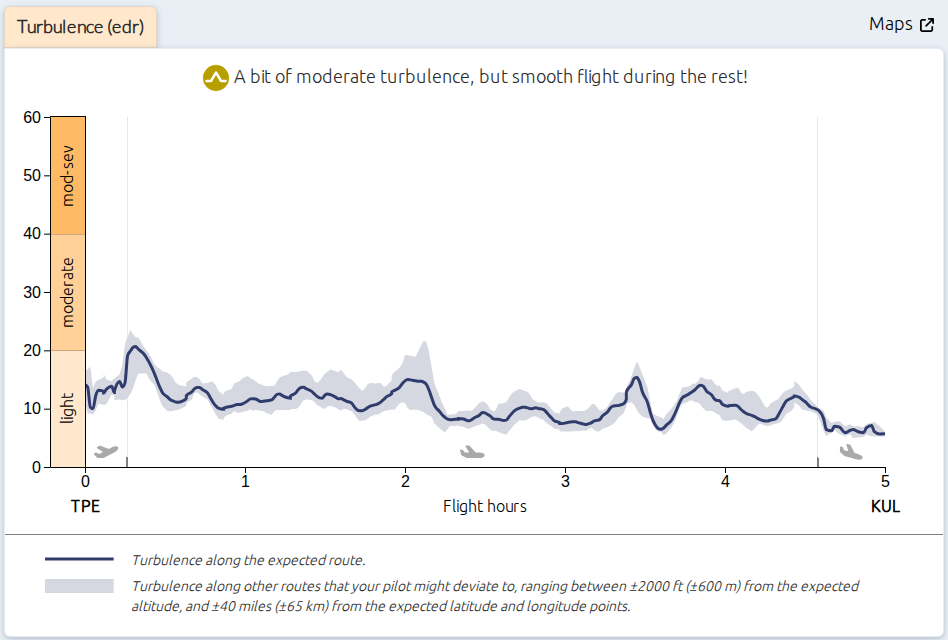 Turbulence (edr)
Maps
A bit of moderate turbulence, but smooth flight during the rest!
60
50
40
30
20
10
0
mod-sev
moderate
light
0 1 2 3 4 5
TPE Flight hours KUL
Turbulence along the expected route.
Turbulence along other routes that your pilot might deviate to, ranging between ±2000 ft (±600 m) from the expected
altitude, and ±40 miles (±65 km) from the expected latitude and longitude points.